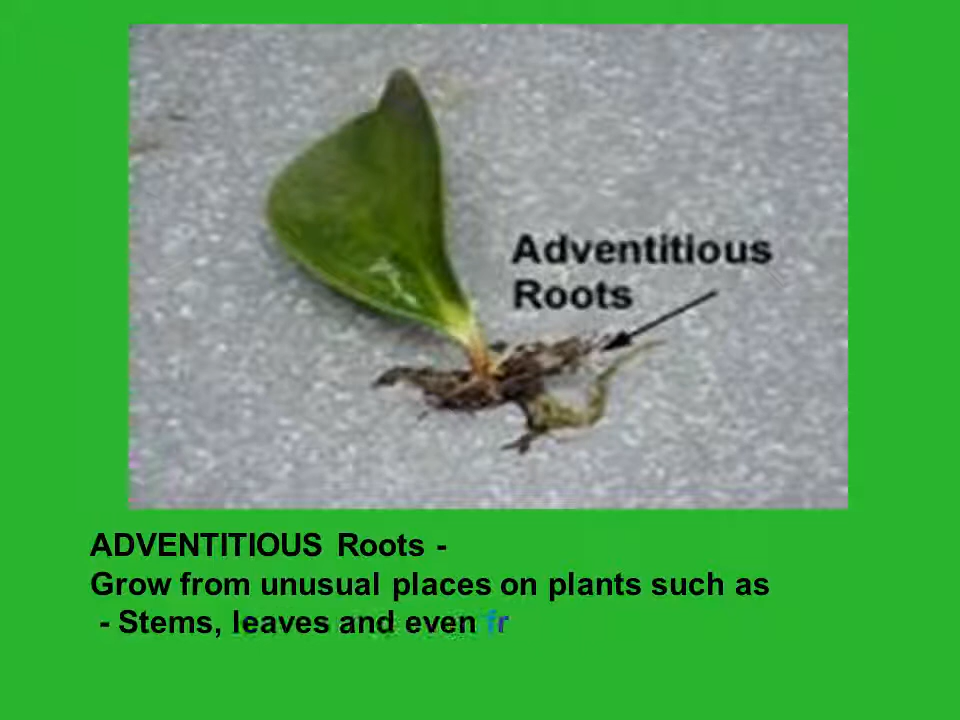 Adventitious
Roots
ADVENTITIOUS Roots -
Grow from unusual places on plants such as
- Stems, leaves and even fr